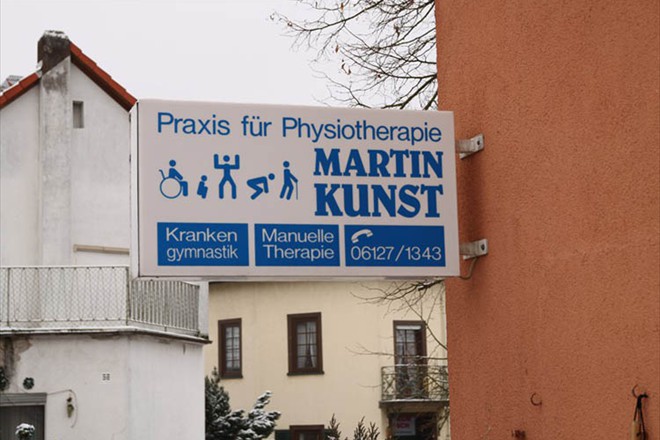 Praxis für Physiotherapie
MARTIN
KUNST
Kranken
gymnastik
Manuelle
Therapie
06127/1343